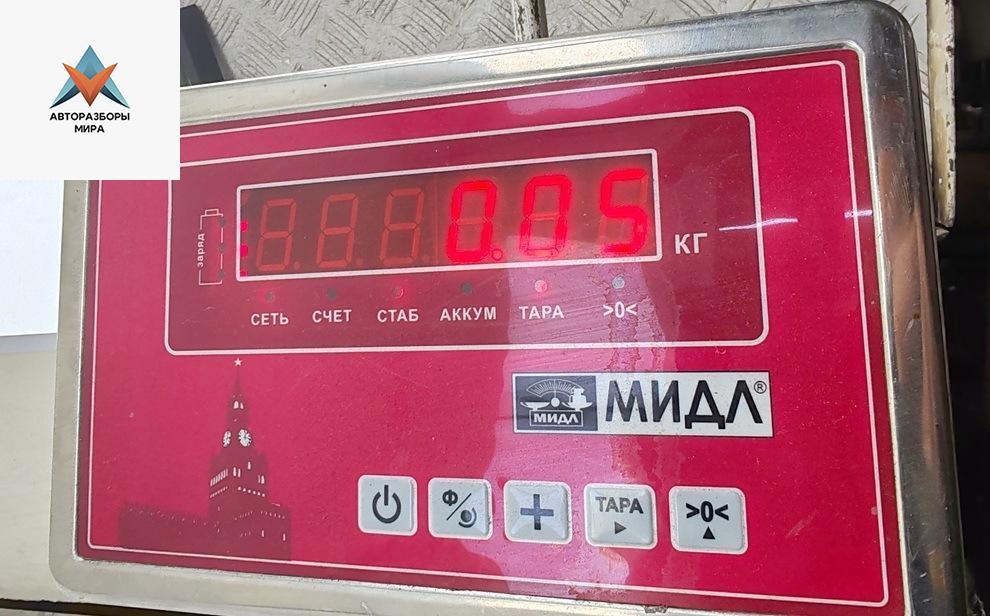 АВТОРАЗБОРЫ
МИРА
заряд
0.05
КГ
СЕТЬ СЧЕТ СТАБ АККУМ ТАРА >0<
МИДЛ МИДЛ®
Ф/ + ТАРА >0<